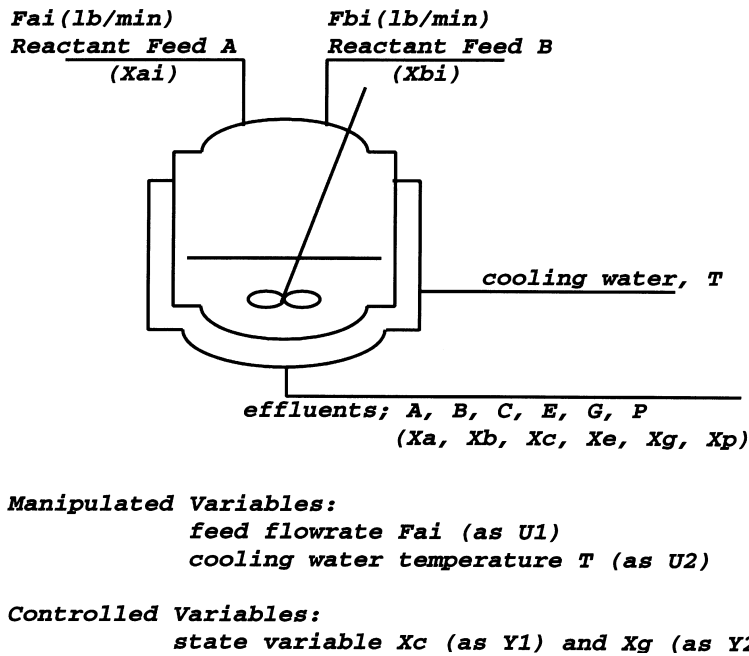 Fai(lb/min)
Reactant Feed A
(Xai)
Fbi(lb/min)
Reactant Feed B
(Xbi)
cooling water, T
effluents; A, B, C, E, G, P
(Xa, Xb, Xc, Xe, Xg, Xp)
Manipulated Variables:
feed flowrate Fai (as U1)
cooling water temperature T (as U2)
Controlled Variables:
state variable Xc (as Y1) and Xg (as Y2